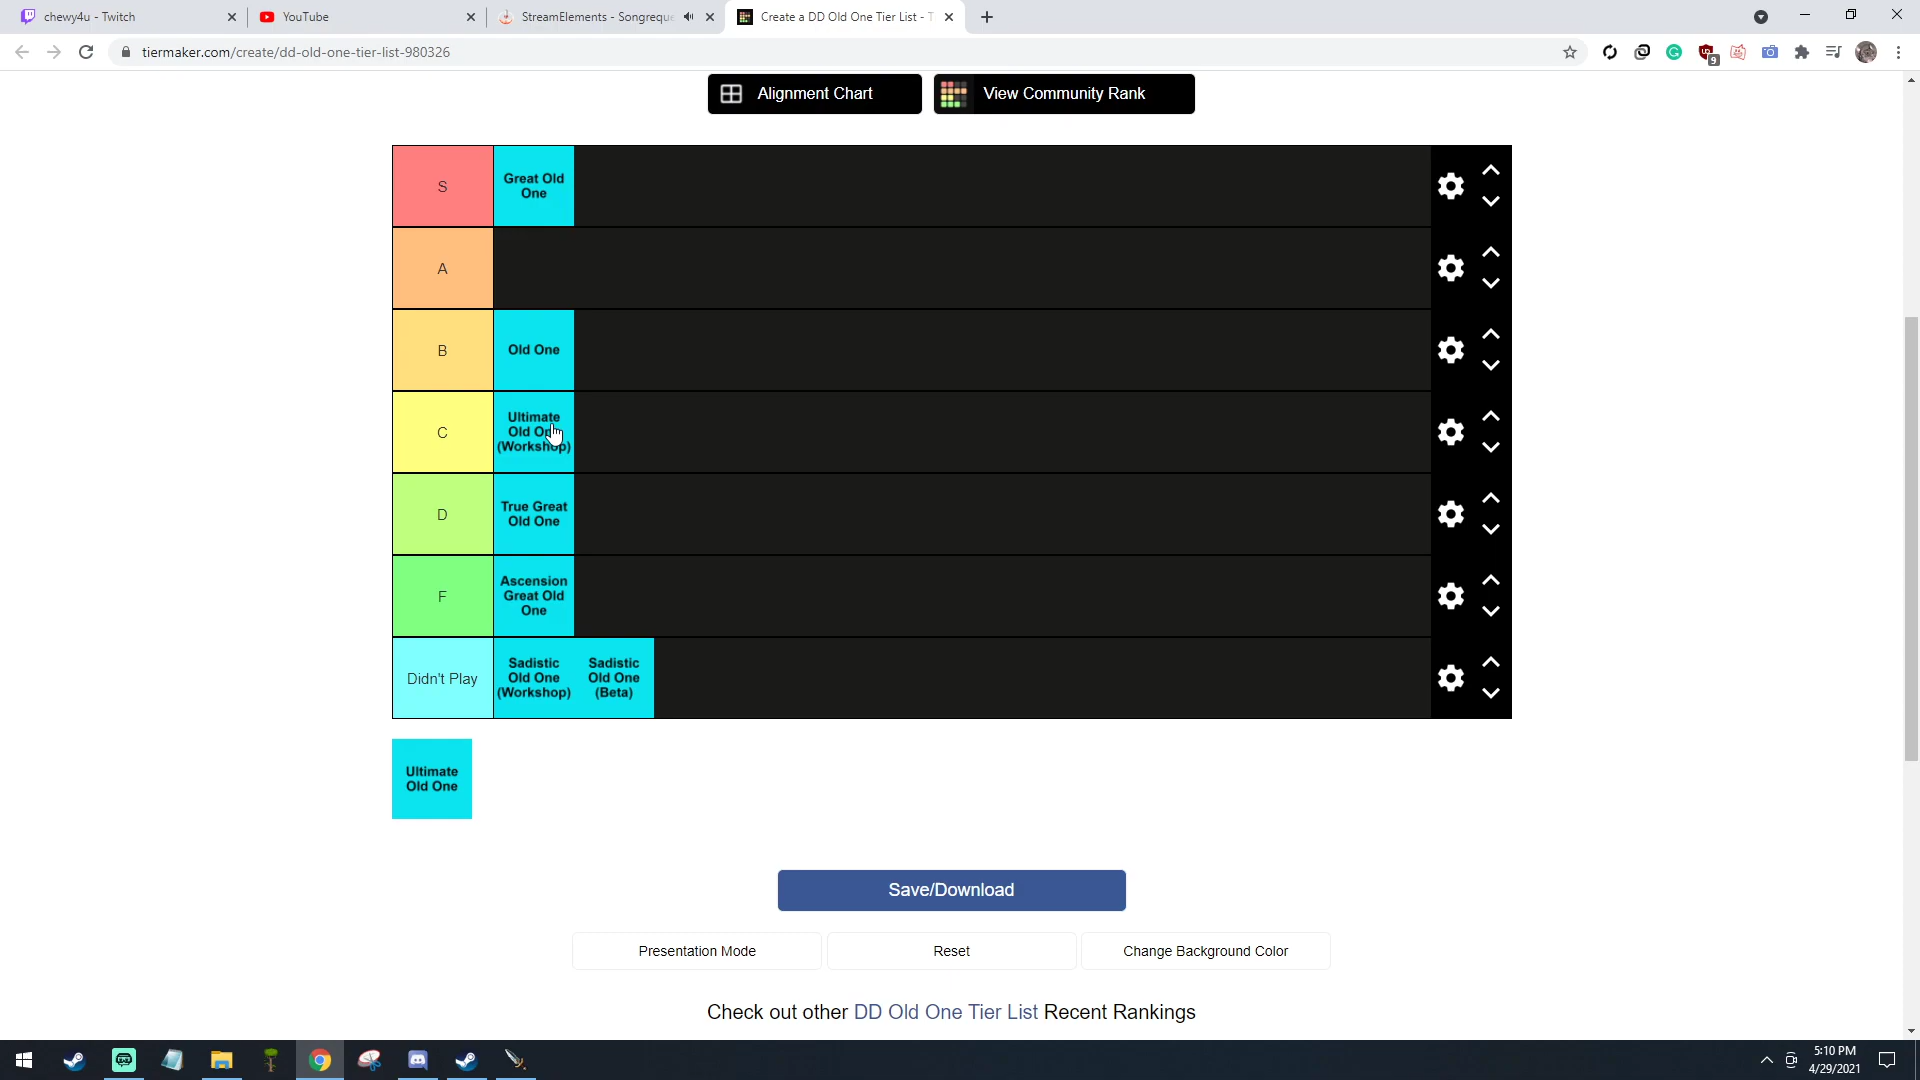 chewy4u - Twitch
YouTube
StreamElements - Songreque
Create a DD Old One Tier List - T
tiermaker.com/create/dd-old-one-tier-list-980326
9
Alignment Chart
View Community Rank
S
Great Old
One
A
B
Old One
C
Ultimate
Old One
(Workshop)
D
True Great
Old One
F
Ascension
Great Old
One
Didn't Play
Sadistic
Old One
(Workshop)
Sadistic
Old One
(Beta)
Ultimate
Old One
Save/Download
Presentation Mode
Reset
Change Background Color
Check out other DD Old One Tier List Recent Rankings
5:10 PM
4/29/2021